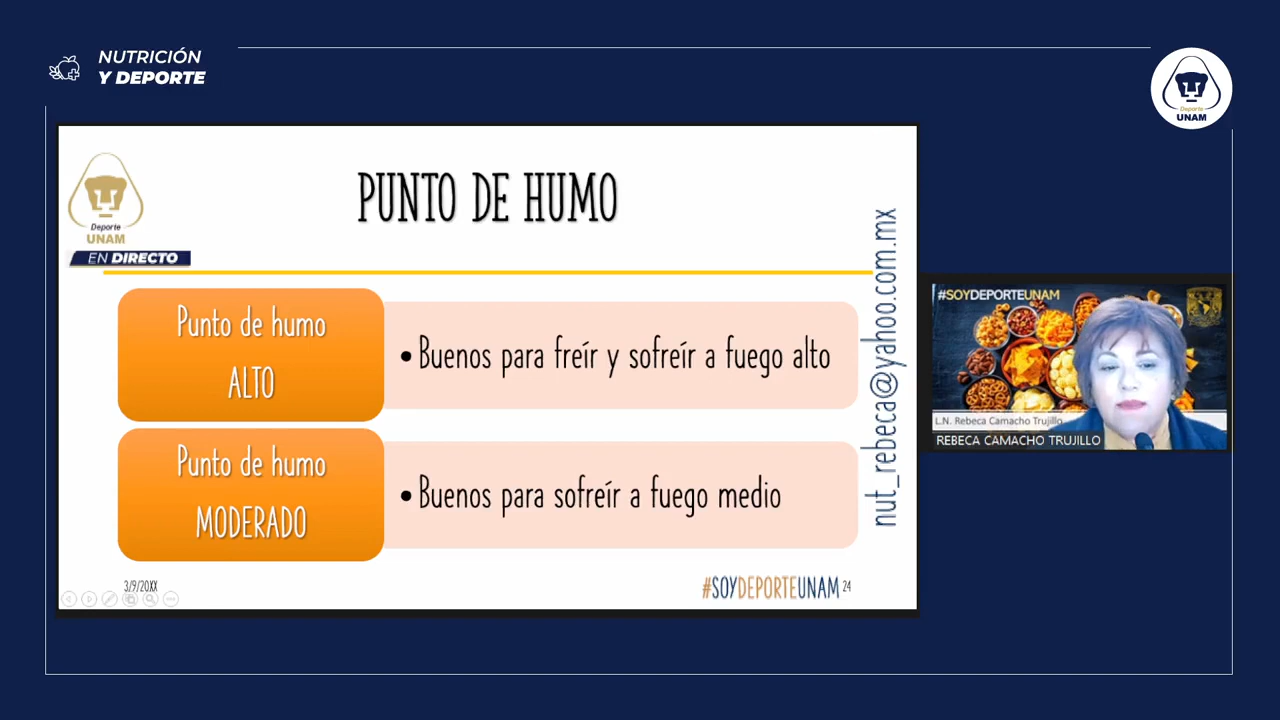 NUTRICIÓN
Y DEPORTE
Deporte
UNAM
Deporte
UNAM
EN DIRECTO
PUNTO DE HUMO
Punto de humo
ALTO
• Buenos para freír y sofreír a fuego alto
Punto de humo
MODERADO
• Buenos para sofreír a fuego medio
nut_rebeca@yahoo.com.mx
3/9/20XX
#SOYDEPORTEUNAM 24
#SOYDEPORTEUNAM
L.N. Rebeca Camacho Trujillo
REBECA CAMACHO TRUJILLO